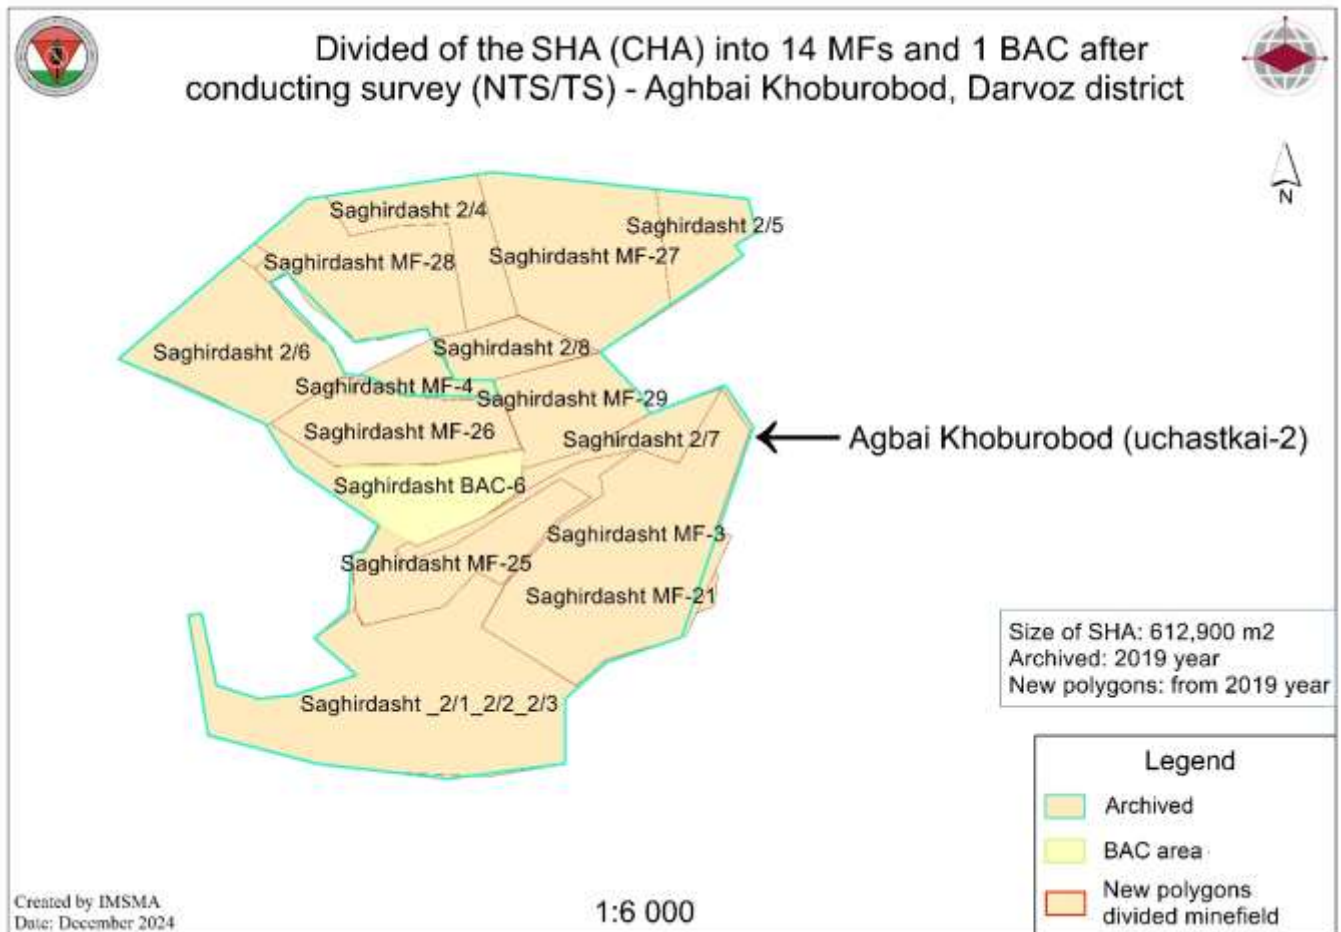 Divided of the SHA (CHA) into 14 MFs and 1 BAC after
conducting survey (NTS/TS) - Aghbai Khoburobod, Darvoz district
N
Saghirdasht 2/4
Saghirdasht 2/5
Saghirdasht MF-28
Saghirdasht MF-27
Saghirdasht 2/6
Saghirdasht 2/8
Saghirdasht MF-4
Saghirdasht MF-29
Saghirdasht MF-26
Saghirdasht 2/7
Agbai Khoburobod (uchastkai-2)
Saghirdasht BAC-6
Saghirdasht MF-3
Saghirdasht MF-25
Saghirdasht MF-21
Saghirdasht _2/1_2/2_2/3
Size of SHA: 612,900 m2
Archived: 2019 year
New polygons: from 2019 year
Legend
Archived
BAC area
New polygons
divided minefield
Created by IMSMA
Date: December 2024
1:6 000